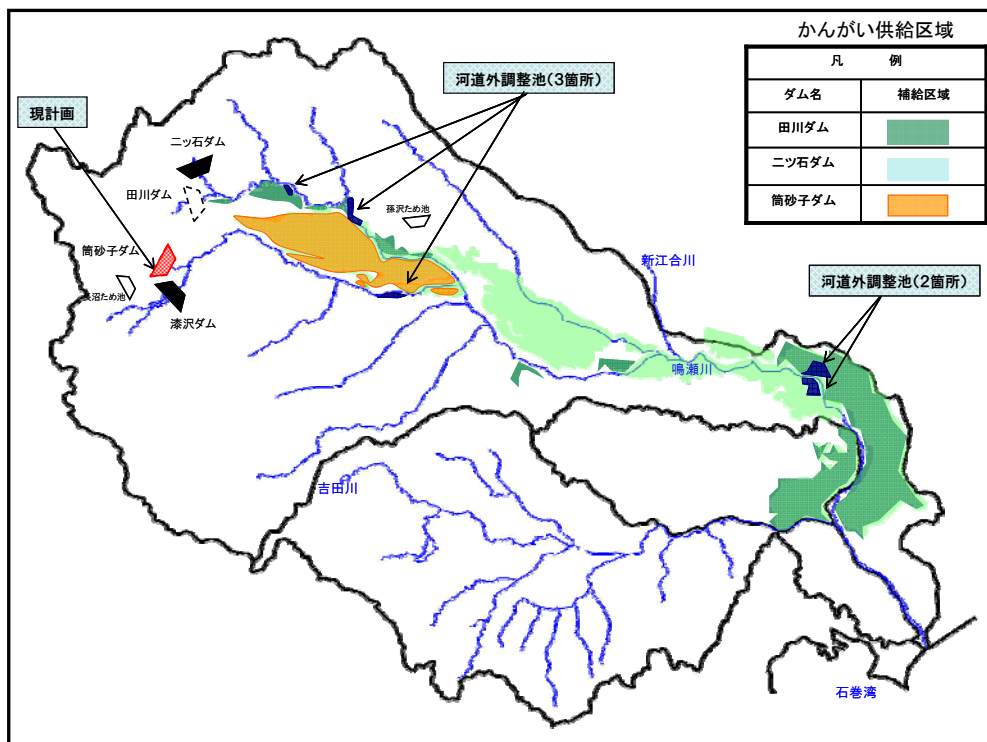 かんがい供給区域
凡 例
ダム名 補給区域
田川ダム
二ツ石ダム
筒砂子ダム
河道外調整池(3箇所)
現計画
二ッ石ダム
田川ダム
孫沢ため池
筒砂子ダム
長沼ため池
漆沢ダム
新江合川
河道外調整池(2箇所)
鳴瀬川
吉田川
石巻湾